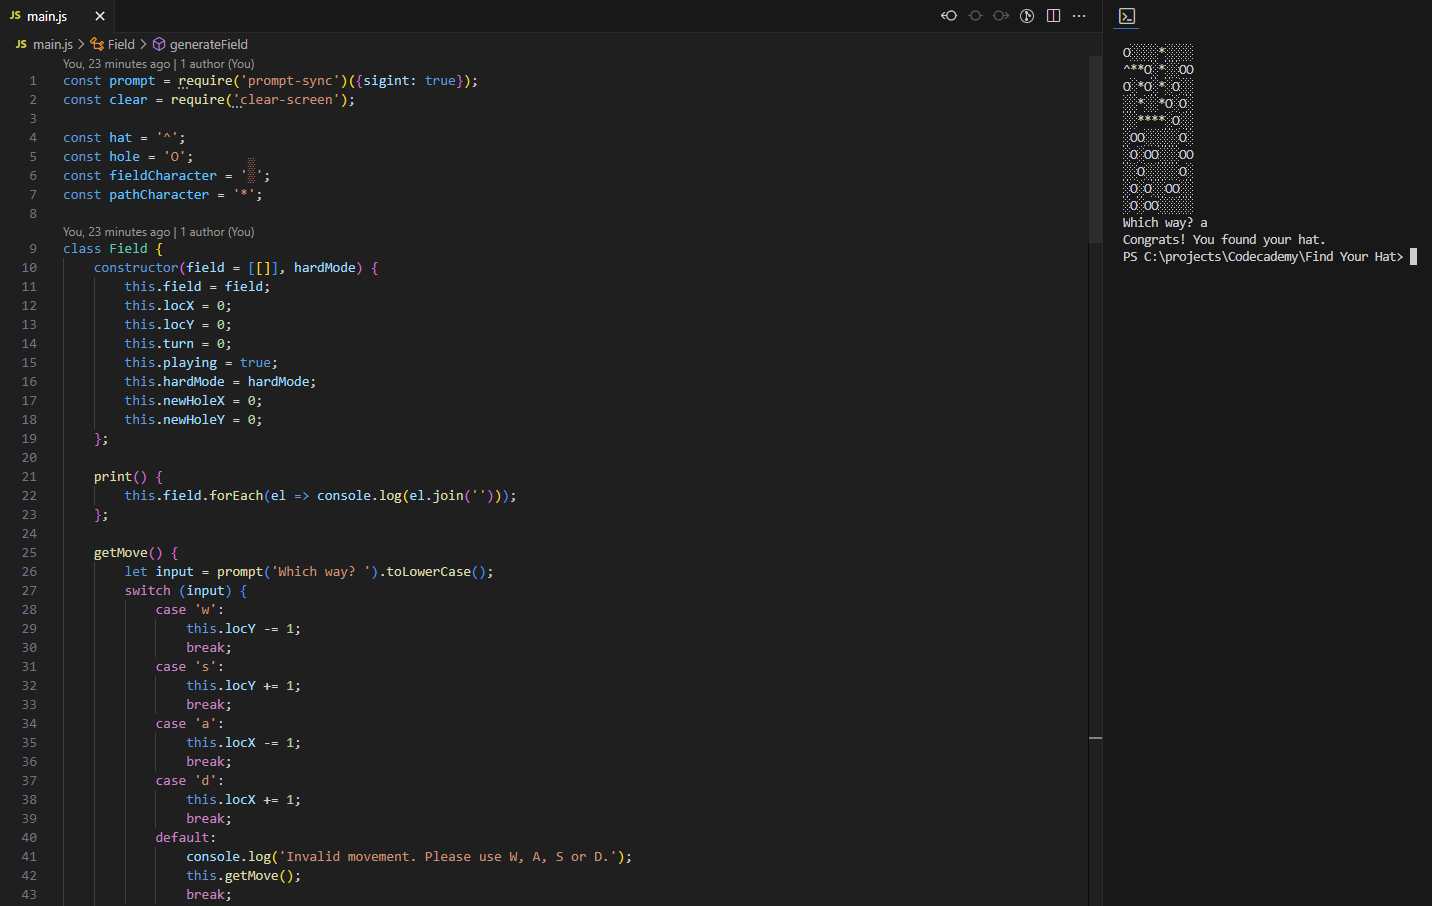 JS main.js
JS main.js > Field > generateField
You, 23 minutes ago | 1 author (You)
1 const prompt = require('prompt-sync')({sigint: true});
2 const clear = require('clear-screen');
3
4 const hat = '^';
5 const hole = 'O';
6 const fieldCharacter = '░';
7 const pathCharacter = '*';
8
You, 23 minutes ago | 1 author (You)
9 class Field {
10 constructor(field = [[]], hardMode) {
11 this.field = field;
12 this.locX = 0;
13 this.locY = 0;
14 this.turn = 0;
15 this.playing = true;
16 this.hardMode = hardMode;
17 this.newHoleX = 0;
18 this.newHoleY = 0;
19 };
20
21 print() {
22 this.field.forEach(el => console.log(el.join('')));
23 };
24
25 getMove() {
26 let input = prompt('Which way? ').toLowerCase();
27 switch (input) {
28 case 'w':
29 this.locY -= 1;
30 break;
31 case 's':
32 this.locY += 1;
33 break;
34 case 'a':
35 this.locX -= 1;
36 break;
37 case 'd':
38 this.locX += 1;
39 break;
40 default:
41 console.log('Invalid movement. Please use W, A, S or D.');
42 this.getMove();
43 break;
O░░░░*░░░░
^**O░*░░OO
O░*O░*░O░░
░░*░░*O░O░
░░****░O░░
░OO░░░░░O░
░O░OO░░░OO
░░O░░░░░O░
░O░O░░OO░░
░O░OO░░░░░
Which way? a
Congrats! You found your hat.
PS C:\projects\Codecademy\Find Your Hat>